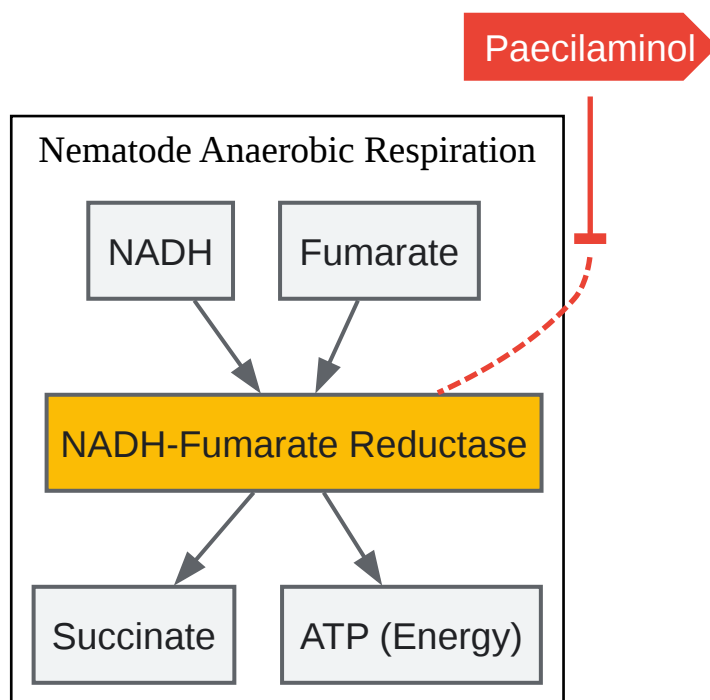 Paecilaminol
Nematode Anaerobic Respiration
NADH
Fumarate
NADH-Fumarate Reductase
Succinate
ATP (Energy)